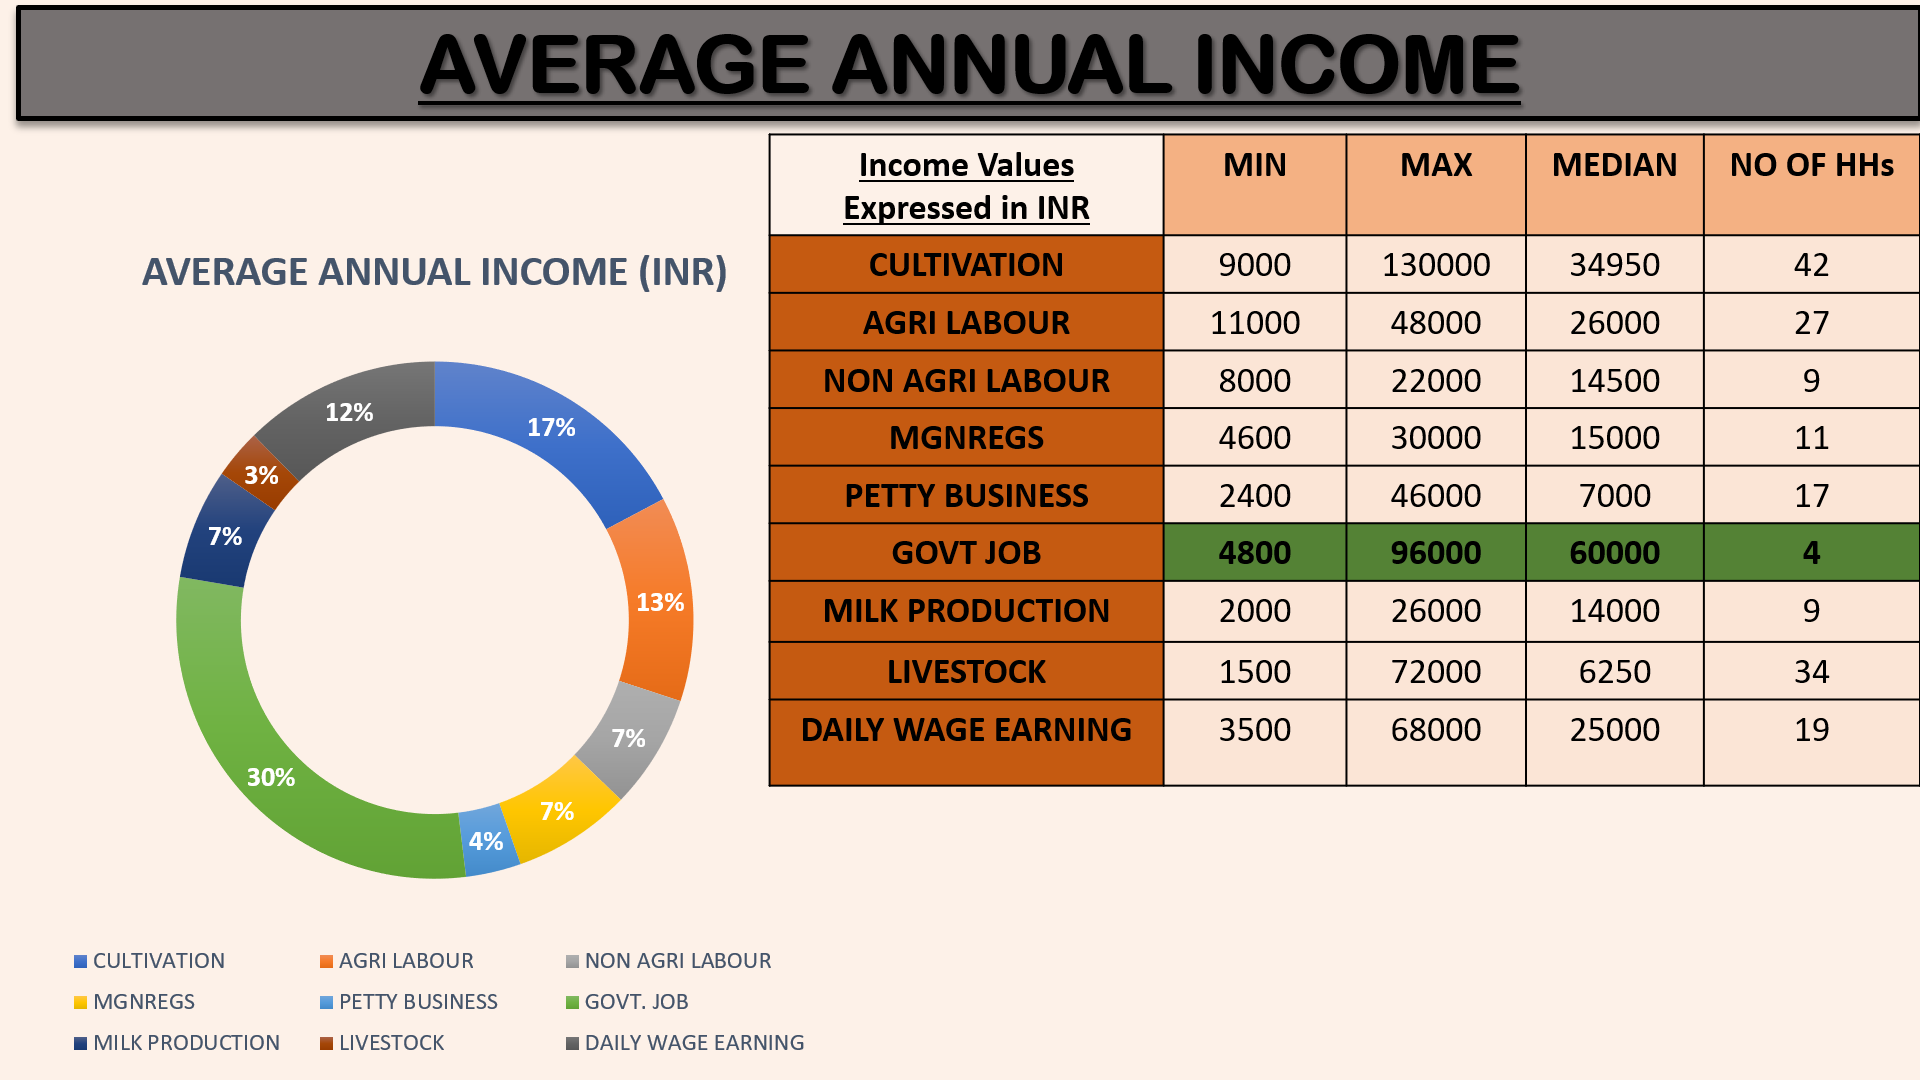 AVERAGE ANNUAL INCOME
AVERAGE ANNUAL INCOME (INR)
17%
13%
7%
7%
4%
30%
7%
3%
12%
CULTIVATION AGRI LABOUR NON AGRI LABOUR
MGNREGS PETTY BUSINESS GOVT. JOB
MILK PRODUCTION LIVESTOCK DAILY WAGE EARNING
Income Values
Expressed in INR MIN MAX MEDIAN NO OF HHs
CULTIVATION 9000 130000 34950 42
AGRI LABOUR 11000 48000 26000 27
NON AGRI LABOUR 8000 22000 14500 9
MGNREGS 4600 30000 15000 11
PETTY BUSINESS 2400 46000 7000 17
GOVT JOB 4800 96000 60000 4
MILK PRODUCTION 2000 26000 14000 9
LIVESTOCK 1500 72000 6250 34
DAILY WAGE EARNING 3500 68000 25000 19